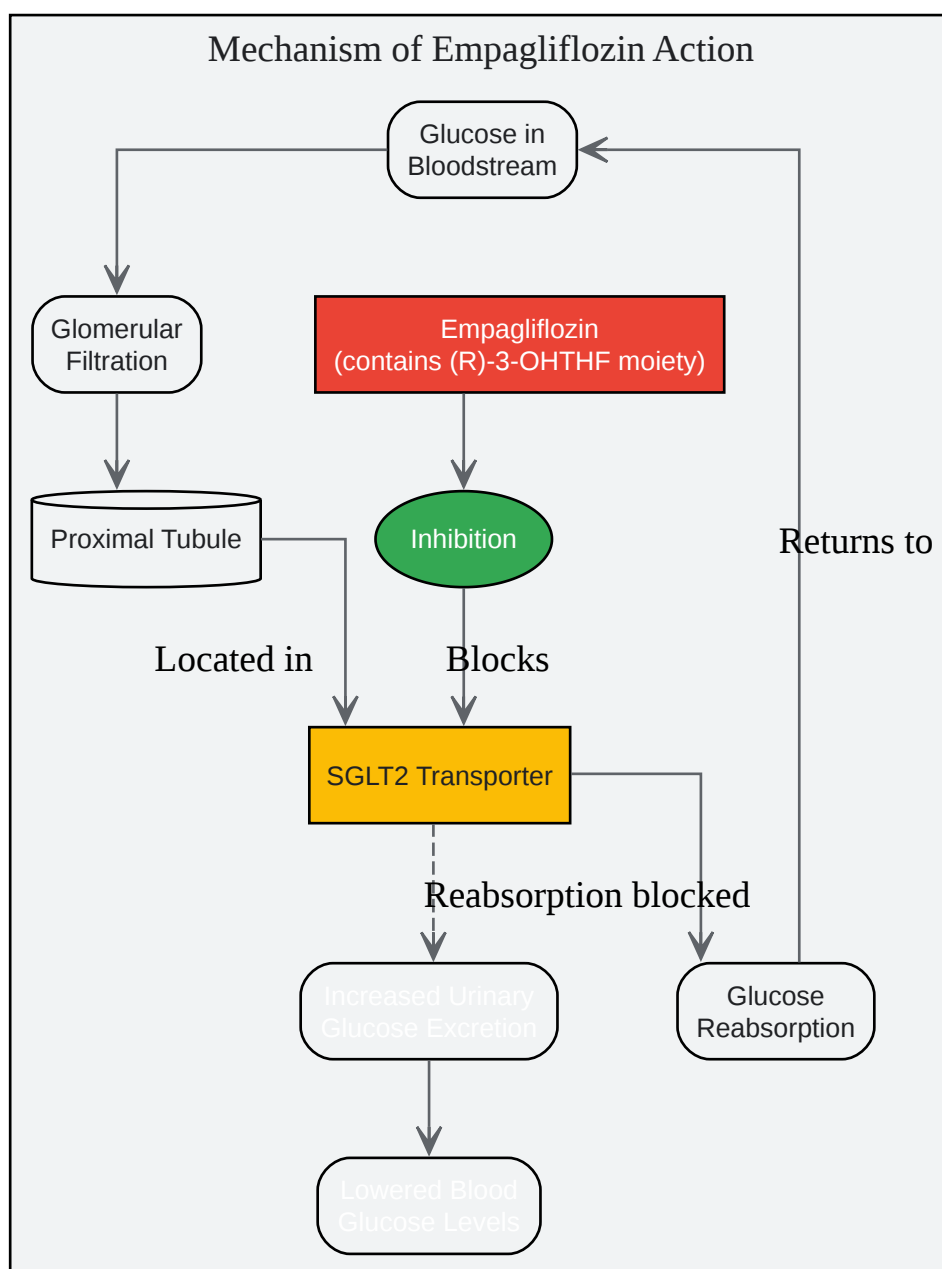 Mechanism of Empagliflozin Action
Glucose in
Bloodstream
Glomerular
Filtration
Empagliflozin
(contains (R)-3-OHTHF moiety)
Proximal Tubule
Inhibition
Returns to
Located in
Blocks
SGLT2 Transporter
Reabsorption blocked
Increased Urinary
Glucose Excretion
Glucose
Reabsorption
Lowered Blood
Glucose Levels